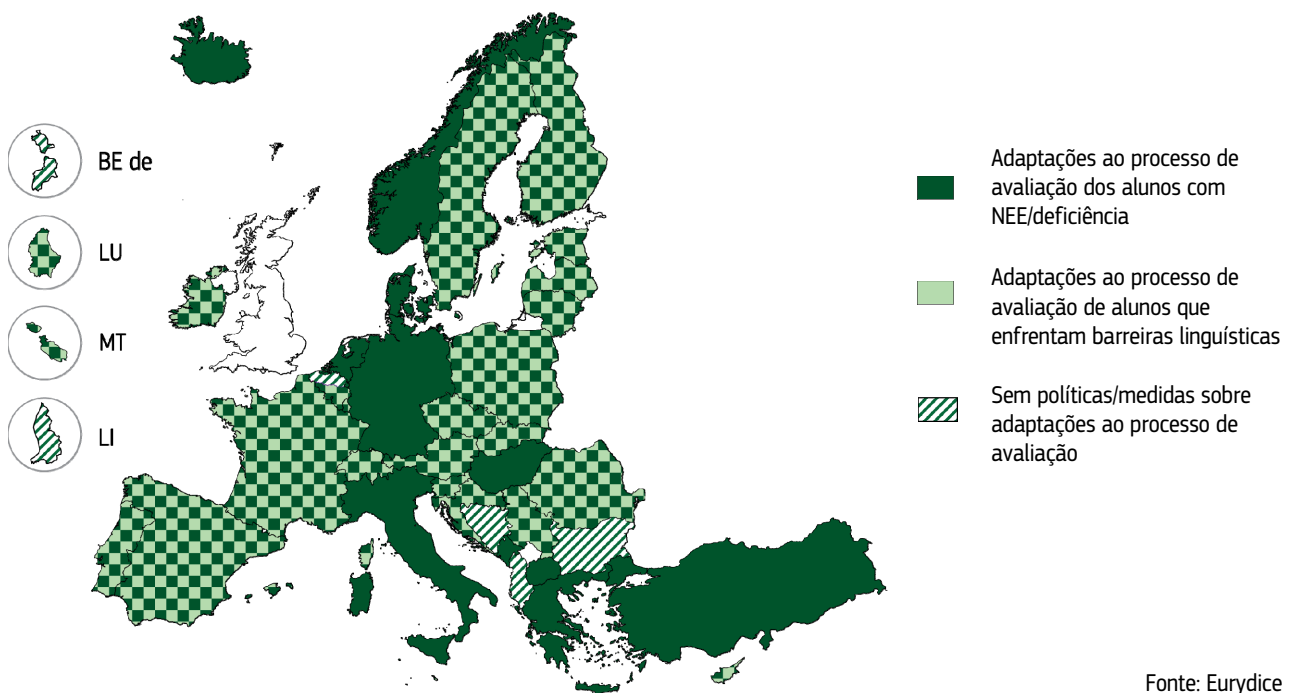 BE de
LU
MT
LI
Adaptações ao processo de
avaliação dos alunos com
NEE/deficiência
Adaptações ao processo de
avaliação de alunos que
enfrentam barreiras linguísticas
Sem políticas/medidas sobre
adaptações ao processo de
avaliação
Fonte: Eurydice